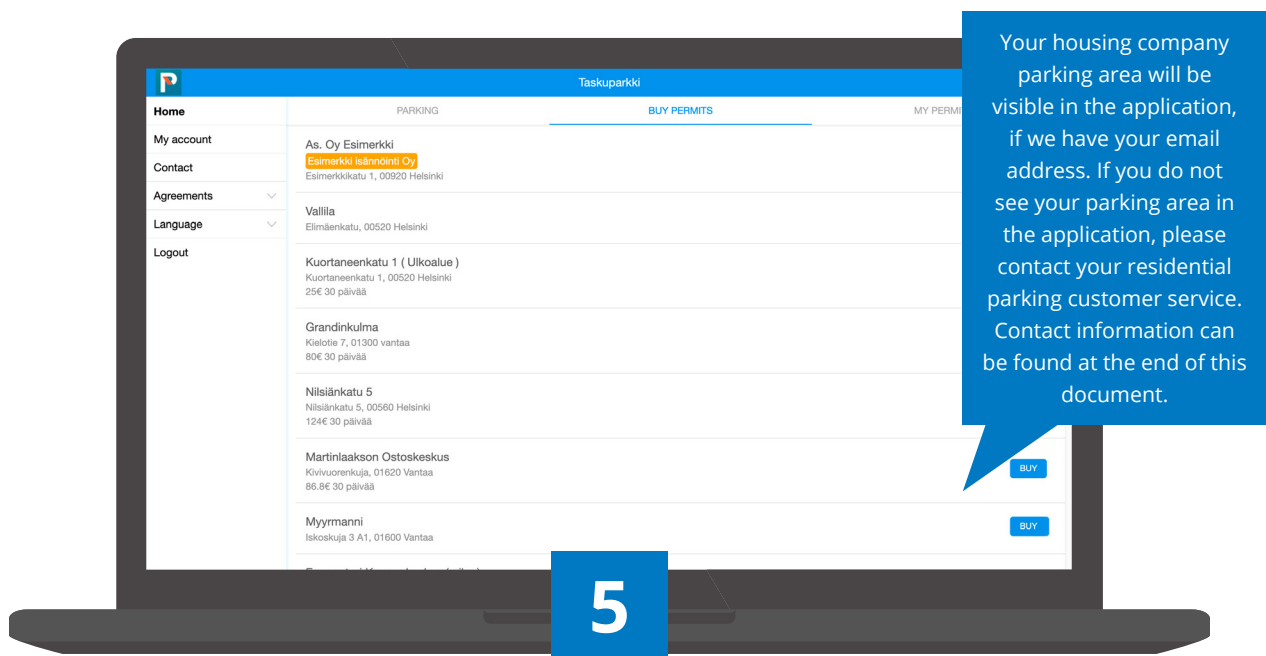 Taskuparkki
Home
My account
Contact
Agreements
Language
Logout
PARKING
BUY PERMITS
MY PERMI
As. Oy Esimerkki
Esimerkki isännöinti Oy
Esimerkkikatu 1, 00920 Helsinki
Vallila
Elimäenkatu, 00520 Helsinki
Kuortaneenkatu 1 ( Ulkoalue )
Kuortaneenkatu 1, 00520 Helsinki
25€ 30 päivää
Grandinkulma
Kielotie 7, 01300 vantaa
80€ 30 päivää
Nilsiänkatu 5
Nilsiänkatu 5, 00560 Helsinki
124€ 30 päivää
Martinlaakson Ostoskeskus
Kivivuorenkuja, 01620 Vantaa
86.8€ 30 päivää
BUY
Myyrmanni
Iskoskuja 3 A1, 01600 Vantaa
BUY
Your housing company
parking area will be
visible in the application,
if we have your email
address. If you do not
see your parking area in
the application, please
contact your residential
parking customer service.
Contact information can
be found at the end of this
document.
5